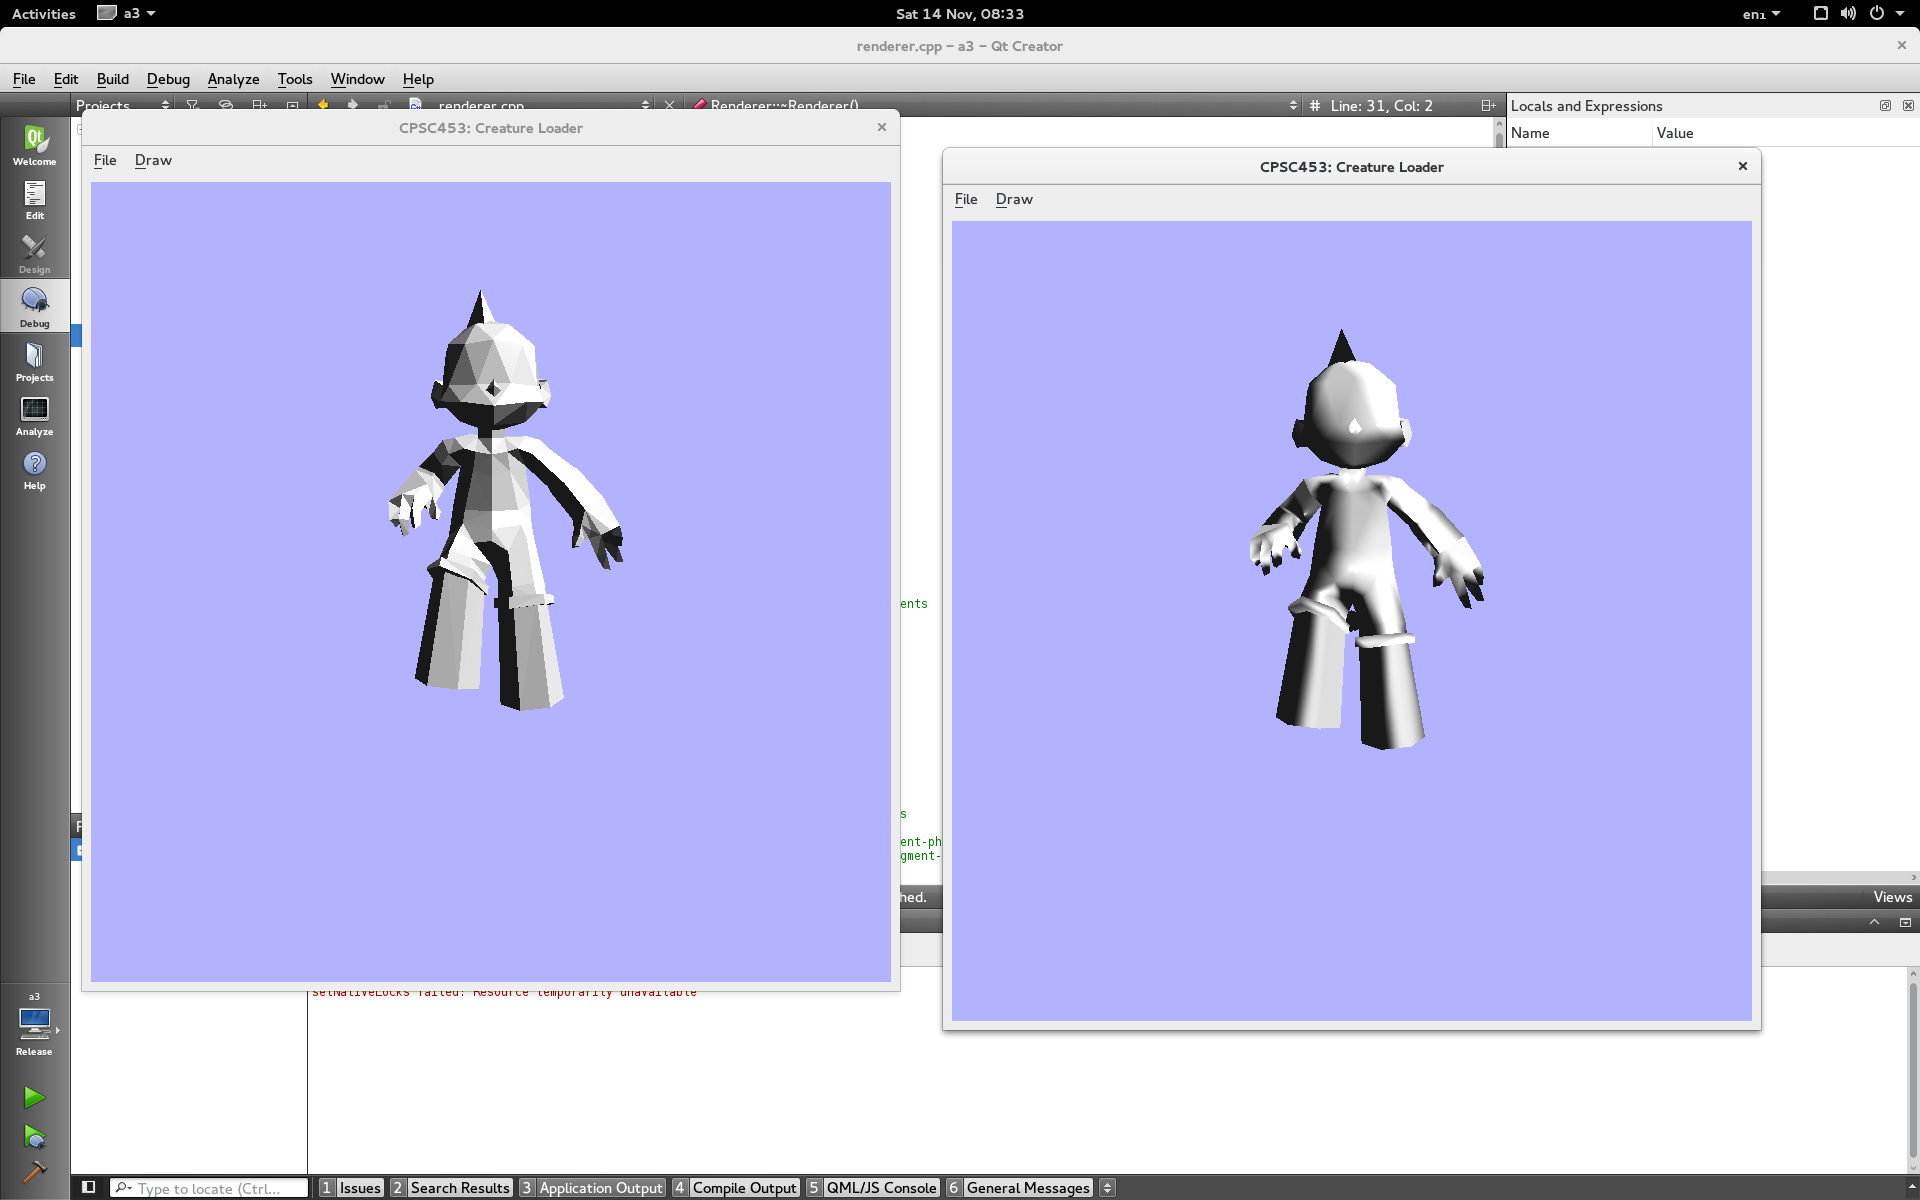 Activities a3 Sat 14 Nov, 08:33 en₁
renderer.cpp - a3 - Qt Creator
File Edit Build Debug Analyze Tools Window Help
Projects renderer.cpp Renderer::~Renderer() # Line: 31, Col: 2 Locals and Expressions
Name Value
CPSC453: Creature Loader
File Draw
CPSC453: Creature Loader
File Draw
Welcome
Edit
Design
Debug
Projects
Analyze
Help
ents
s
ent-ph
gment-
hed.
Views
setNativeLocks failed: Resource temporarily unavailable
a3
Release
Type to locate (Ctrl... 1 Issues 2 Search Results 3 Application Output 4 Compile Output 5 QML/JS Console 6 General Messages